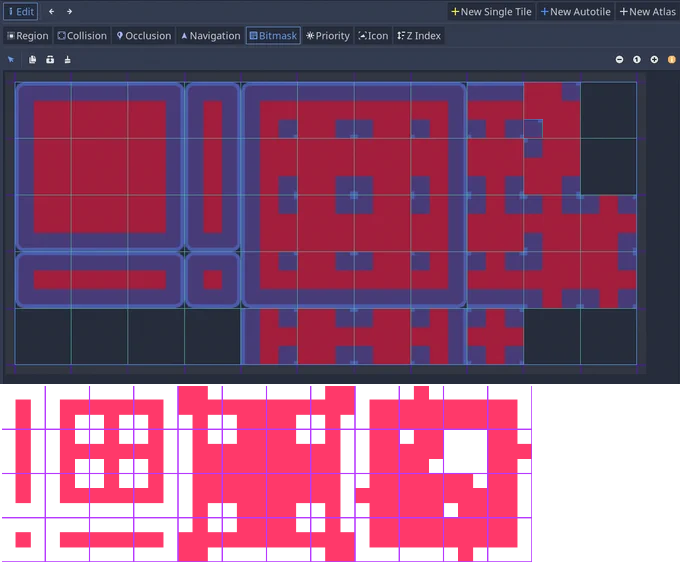 Edit
New Single Tile
New Autotile
New Atlas
Region
Collision
Occlusion
Navigation
Bitmask
Priority
Icon
Z Index